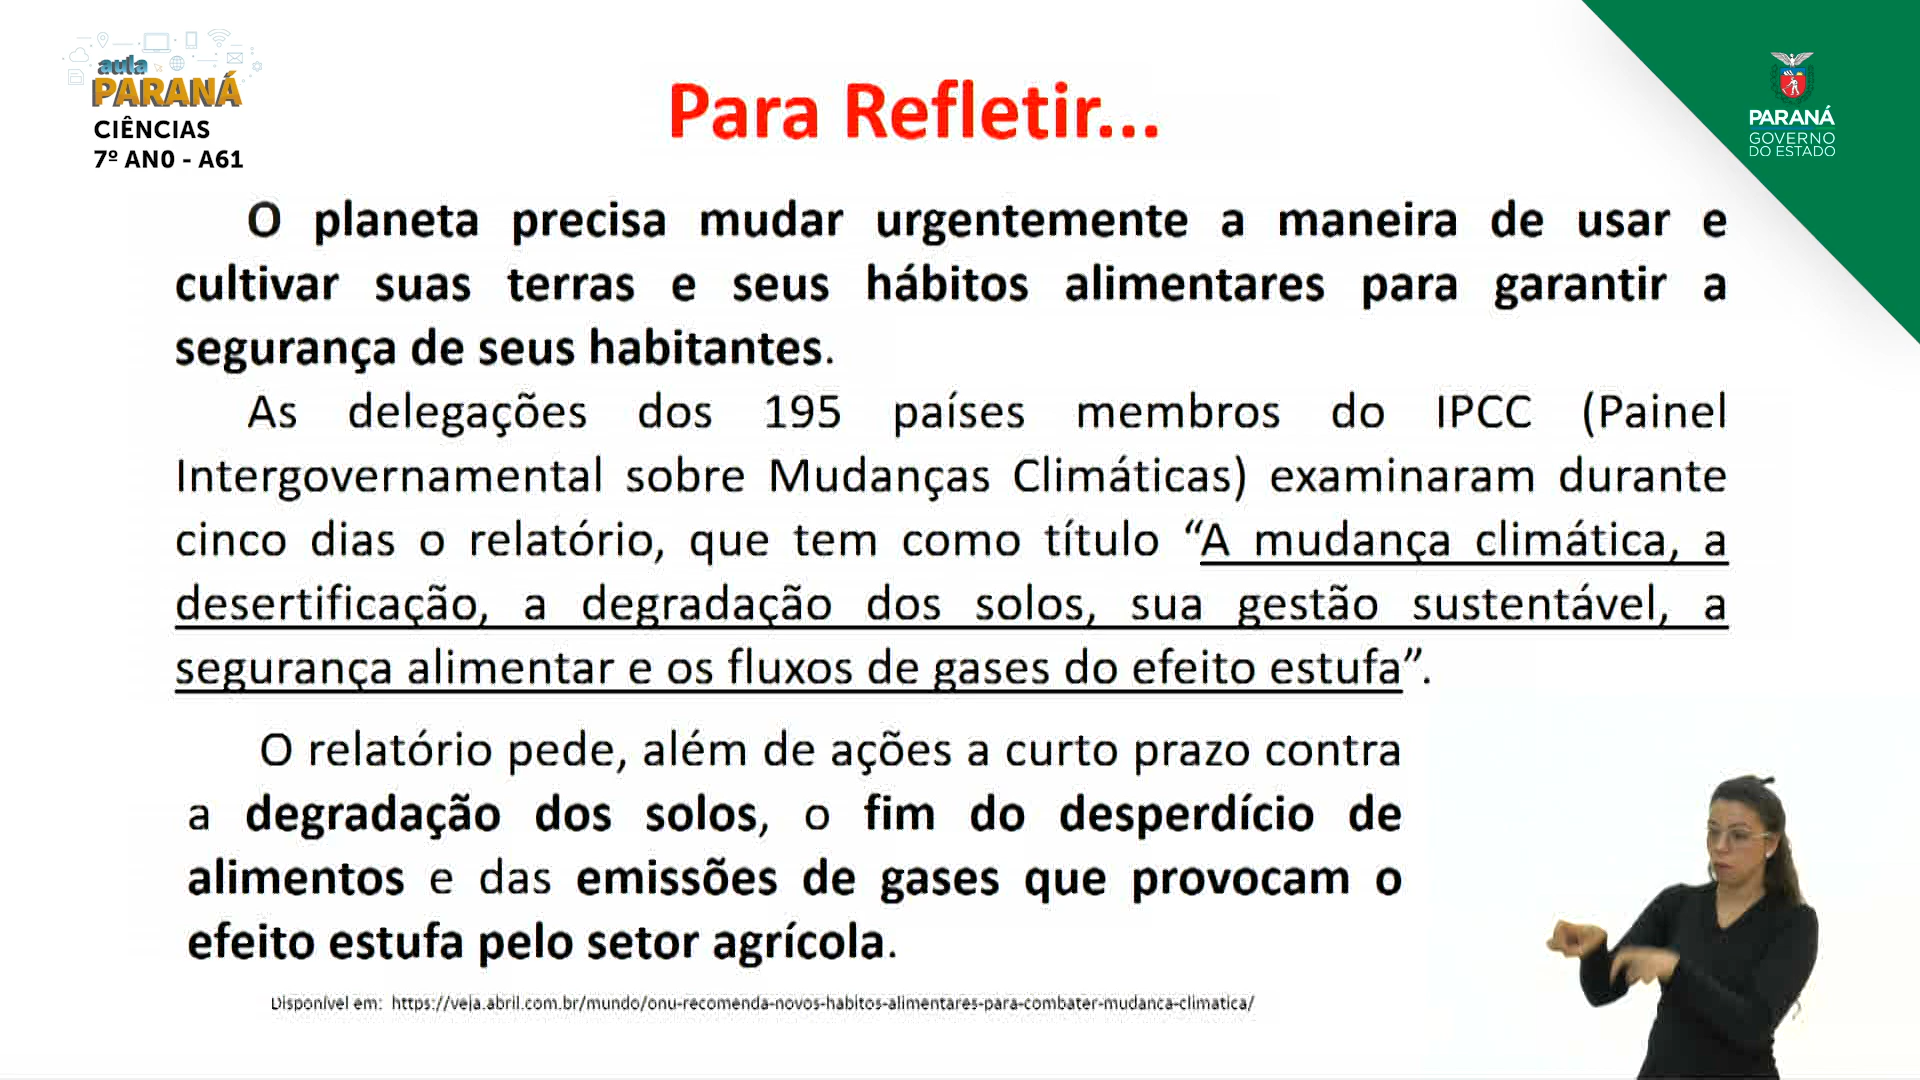 aula
PARANÁ
CIÊNCIAS
7º AN0 - A61
Para Refletir...
PARANÁ
GOVERNO
DO ESTADO
O planeta precisa mudar urgentemente a maneira de usar e
cultivar suas terras e seus hábitos alimentares para garantir a
segurança de seus habitantes.
As delegações dos 195 países membros do IPCC (Painel
Intergovernamental sobre Mudanças Climáticas) examinaram durante
cinco dias o relatório, que tem como título “A mudança climática, a
desertificação, a degradação dos solos, sua gestão sustentável, a
segurança alimentar e os fluxos de gases do efeito estufa”.
O relatório pede, além de ações a curto prazo contra
a degradação dos solos, o fim do desperdício de
alimentos e das emissões de gases que provocam o
efeito estufa pelo setor agrícola.
Disponível em: https://veja.abril.com.br/mundo/onu-recomenda-novos-habitos-alimentares-para-combater-mudanca-climatica/